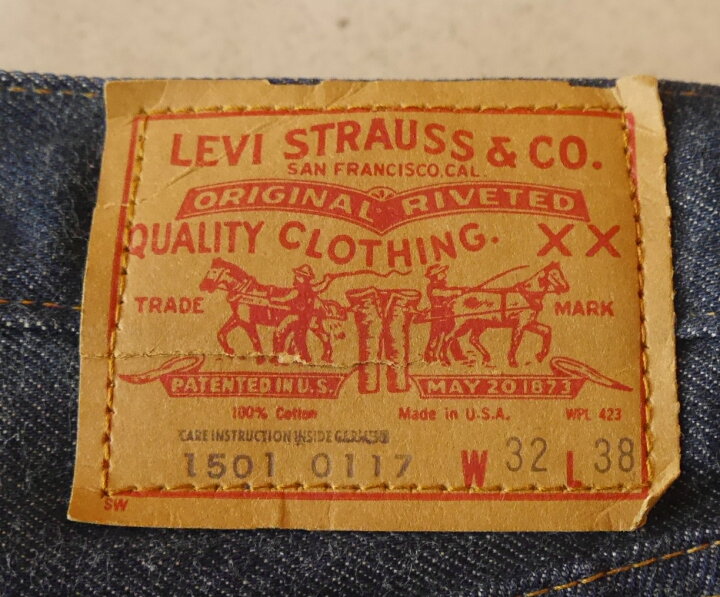 LEVI STRAUSS & CO.
SAN FRANCISCO, CAL.
ORIGINAL RIVETED
QUALITY CLOTHING. XX
TRADE MARK
PATENTED IN U.S. MAY 20 1873
100% Cotton Made in U.S.A. WPL 423
CARE INSTRUCTION INSIDE GARMENT
1501 0117 W 32 L 38
SW